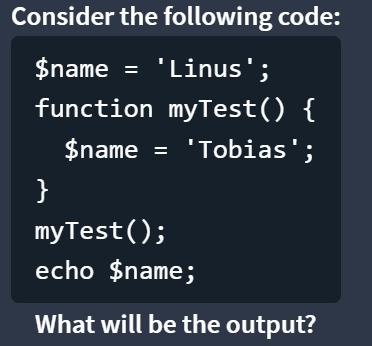 Consider the following code:
$name = 'Linus';
function myTest() {
  $name = 'Tobias';
}
myTest();
echo $name;
What will be the output?